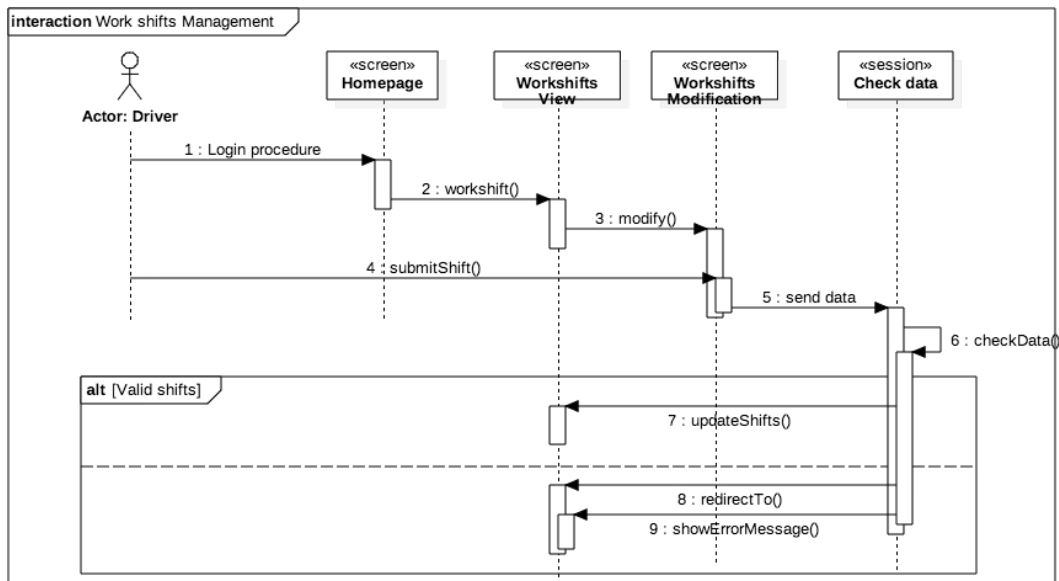 interaction Work shifts Management
«screen»
Homepage
«screen»
Workshifts
View
«screen»
Workshifts
Modification
«session»
Check data
Actor: Driver
1 : Login procedure
2 : workshift()
3 : modify()
4 : submitShift()
5 : send data
6 : checkData()
alt [Valid shifts]
7 : updateShifts()
8 : redirectTo()
9 : showErrorMessage()